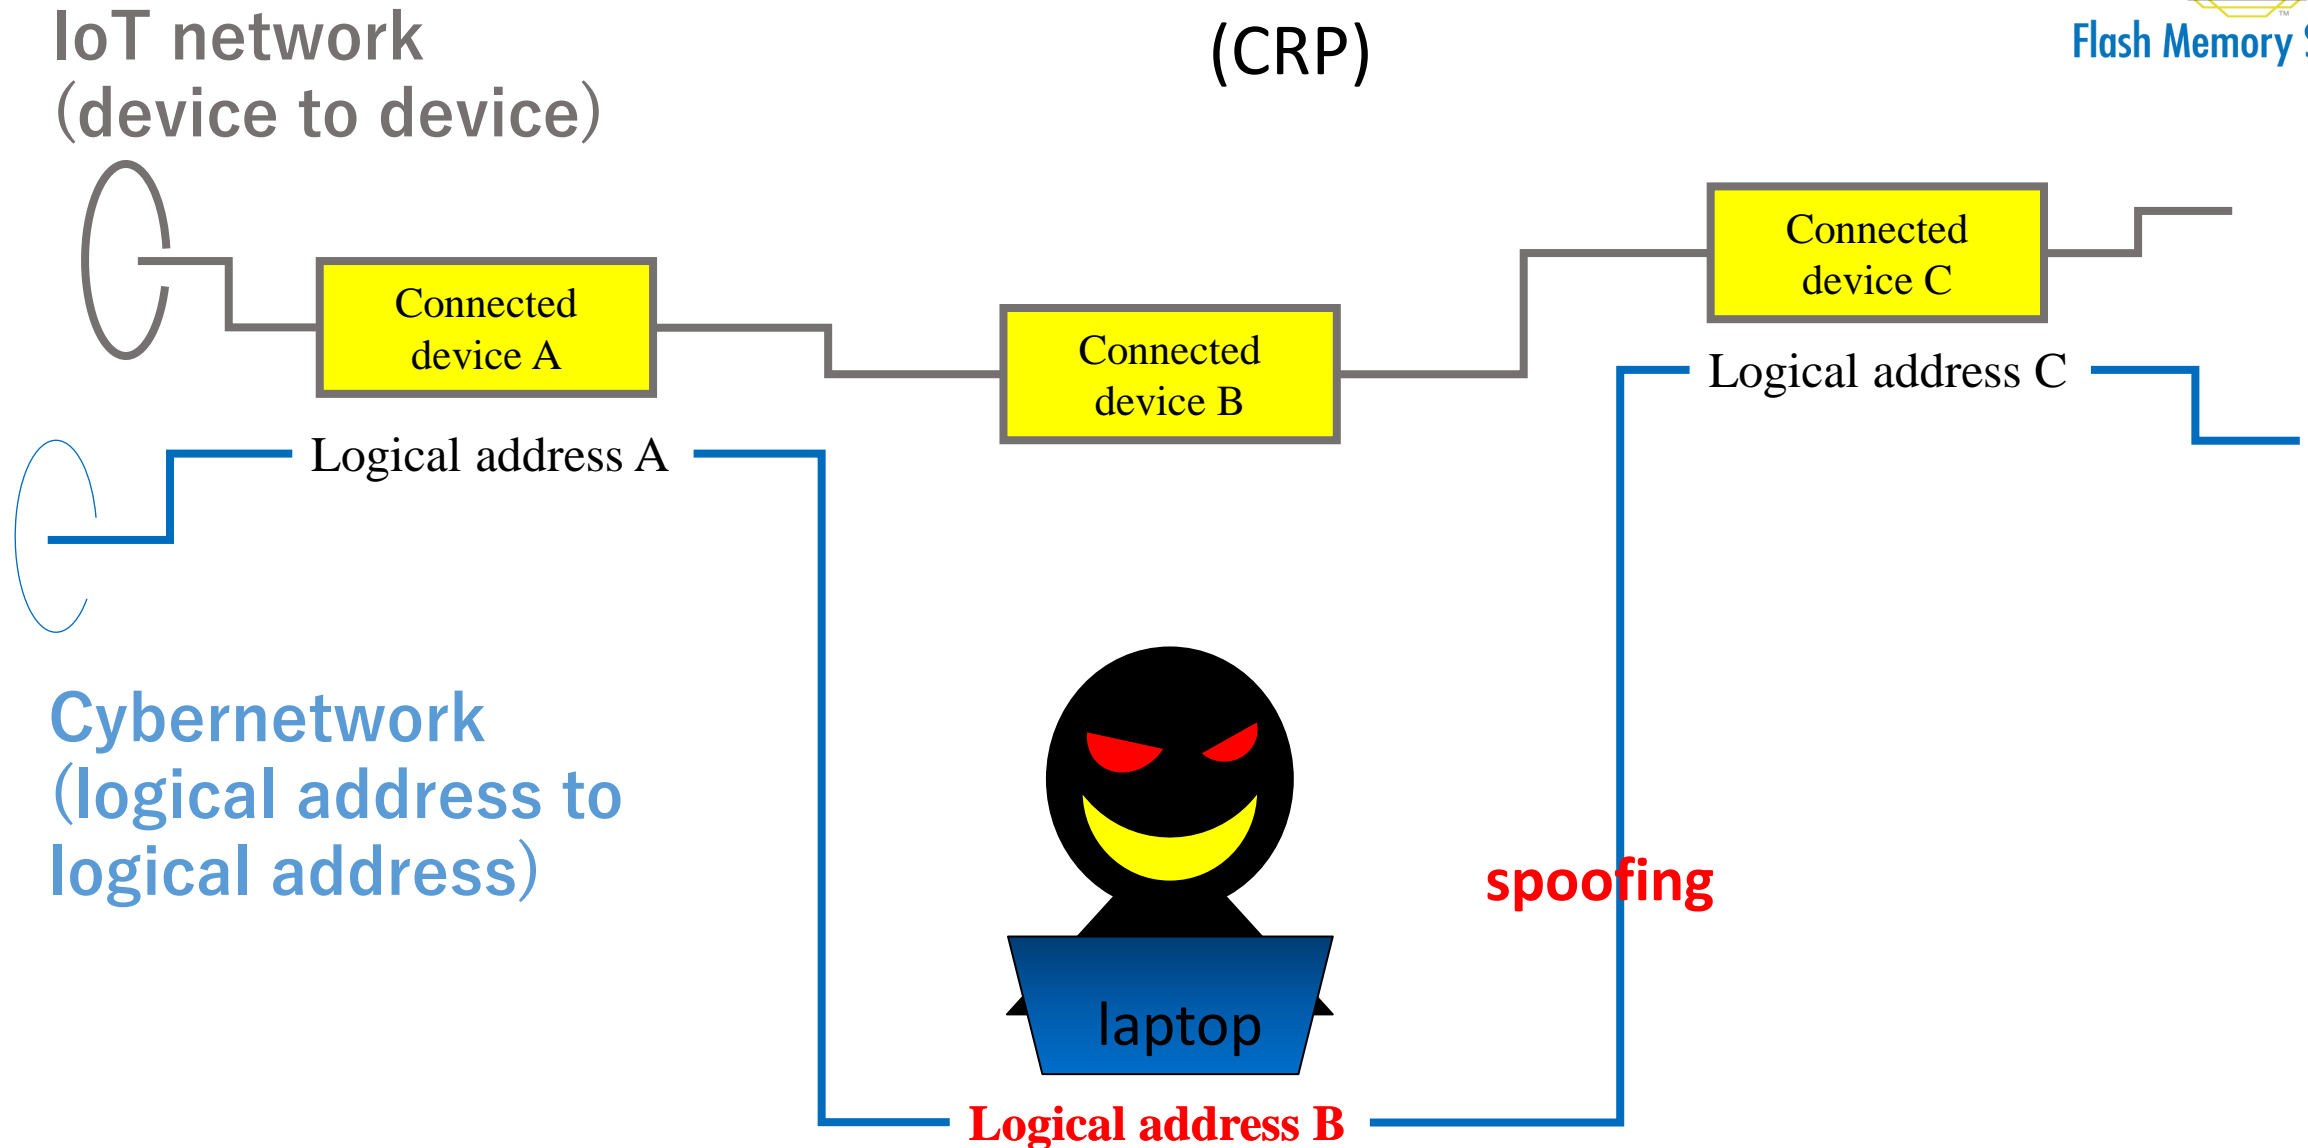 IoT network
(device to device)
(CRP)
Flash Memory
TM
Connected
device A
Connected
device B
Connected
device C
Logical address A
Logical address C
Cybernetwork
(logical address to
logical address)
spoofing
laptop
Logical address B